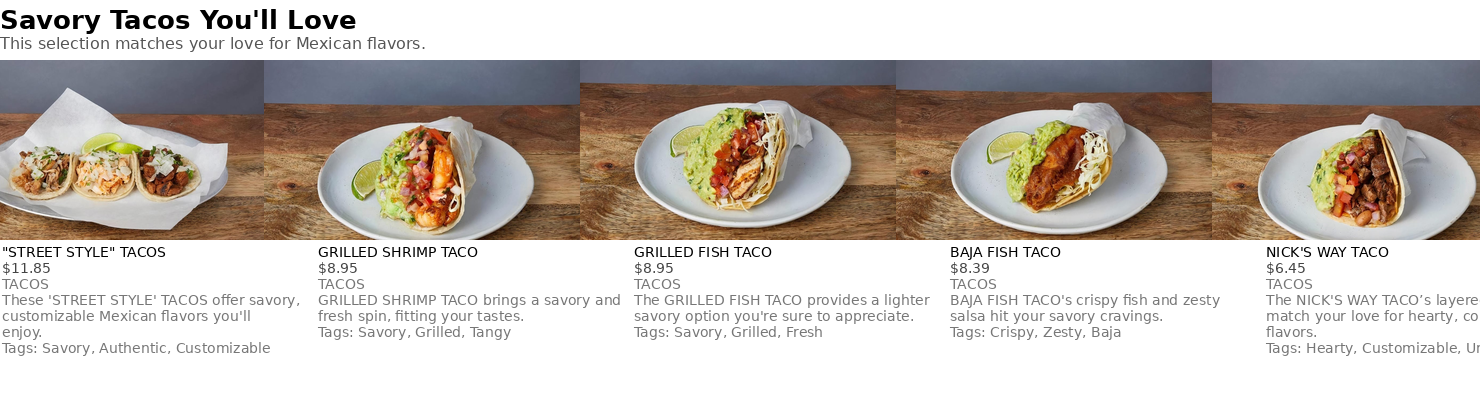 Savory Tacos You'll Love
This selection matches your love for Mexican flavors.
"STREET STYLE" TACOS
$11.85
TACOS
These 'STREET STYLE' TACOS offer savory,
customizable Mexican flavors you'll
enjoy.
Tags: Savory, Authentic, Customizable
GRILLED SHRIMP TACO
$8.95
TACOS
GRILLED SHRIMP TACO brings a savory and
fresh spin, fitting your tastes.
Tags: Savory, Grilled, Tangy
GRILLED FISH TACO
$8.95
TACOS
The GRILLED FISH TACO provides a lighter
savory option you're sure to appreciate.
Tags: Savory, Grilled, Fresh
BAJA FISH TACO
$8.39
TACOS
BAJA FISH TACO's crispy fish and zesty
salsa hit your savory cravings.
Tags: Crispy, Zesty, Baja
NICK'S WAY TACO
$6.45
TACOS
The NICK'S WAY TACO’s
match your love for hearty,
flavors.
Tags: Hearty, Customizable,